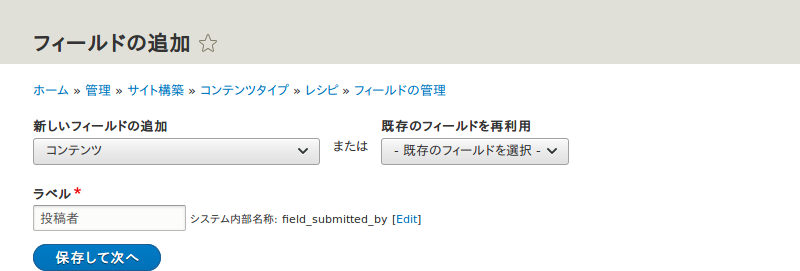 フィールドの追加
ホーム » 管理 » サイト構築 » コンテンツタイプ » レシピ » フィールドの管理
新しいフィールドの追加
コンテンツ
または
既存のフィールドを再利用
- 既存のフィールドを選択 -
ラベル*
投稿者
システム内部名称: field_submitted_by [Edit]
保存して次へ